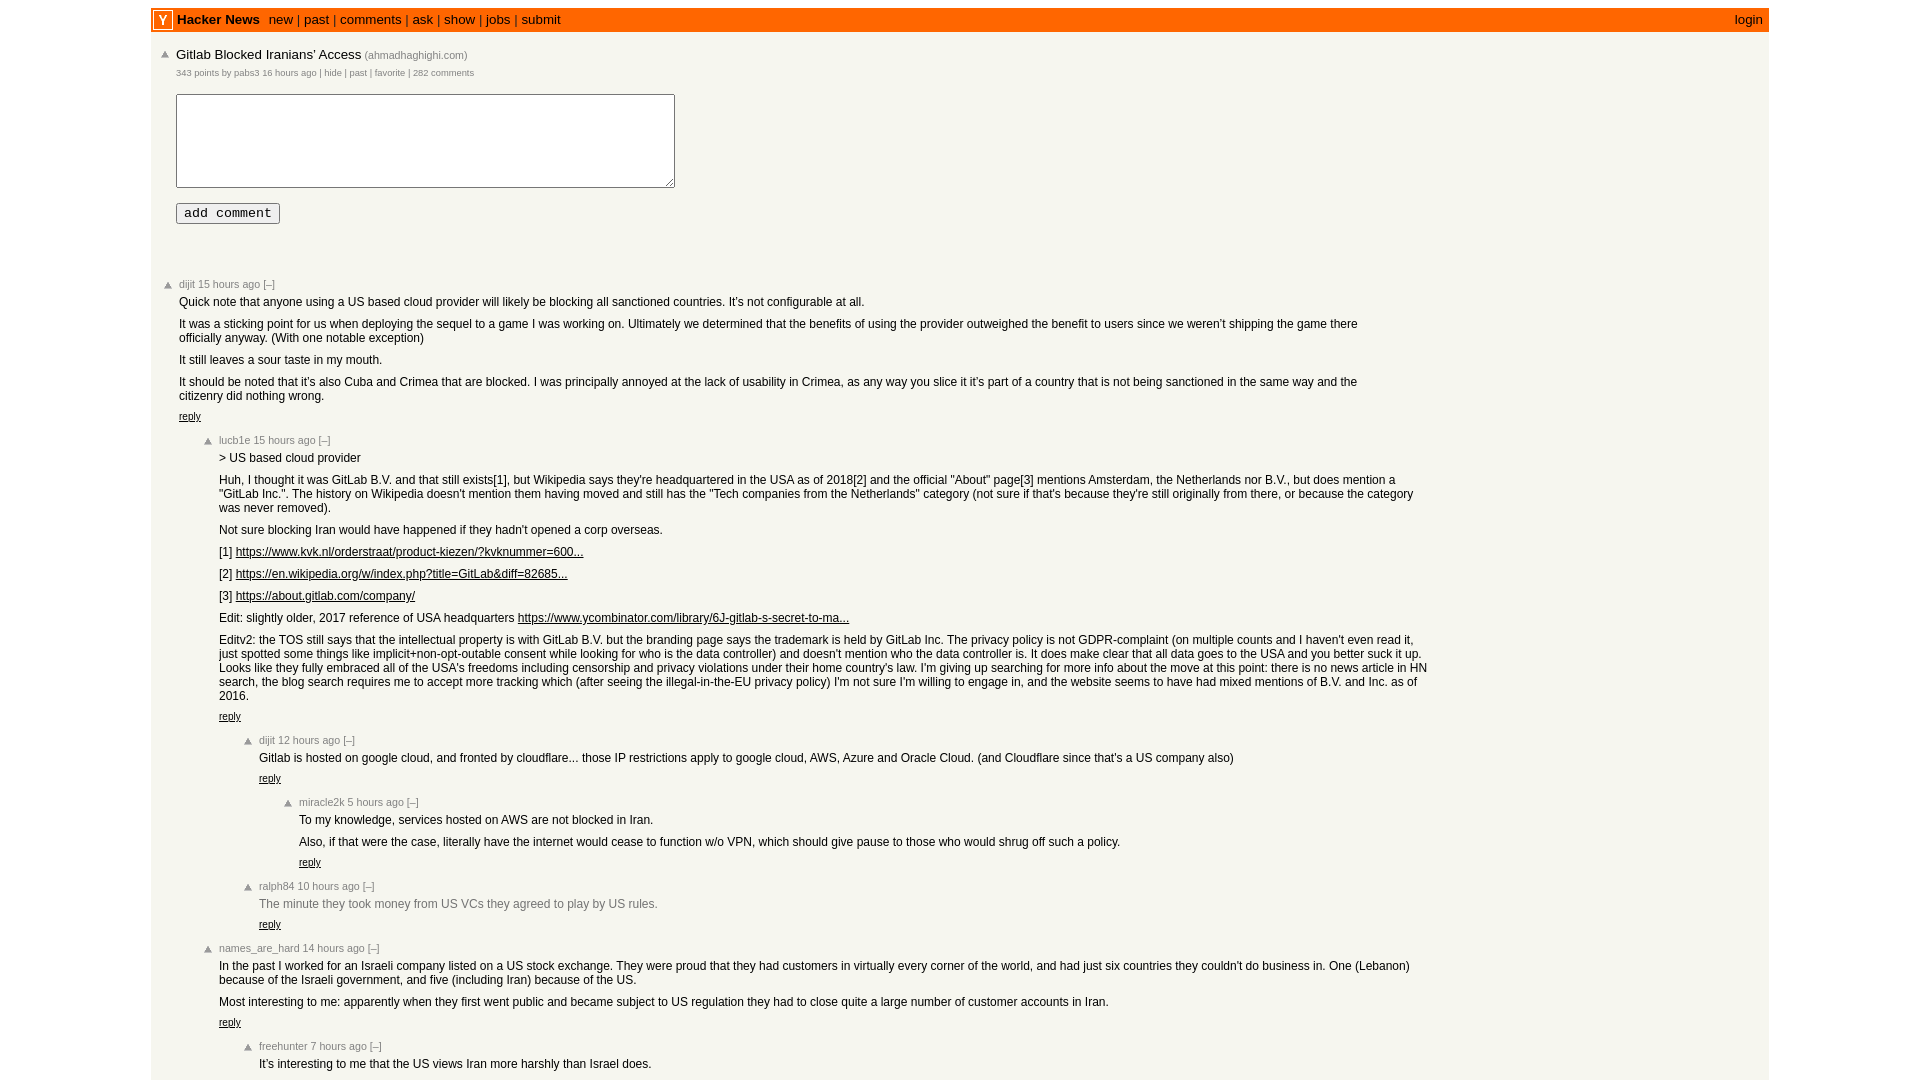 Y Hacker News new | past | comments | ask | show | jobs | submit login
Gitlab Blocked Iranians’ Access (ahmadhaghighi.com)
343 points by pabs3 16 hours ago | hide | past | favorite | 282 comments
add comment
dijit 15 hours ago [–]
Quick note that anyone using a US based cloud provider will likely be blocking all sanctioned countries. It’s not configurable at all.
It was a sticking point for us when deploying the sequel to a game I was working on. Ultimately we determined that the benefits of using the provider outweighed the benefit to users since we weren’t shipping the game there
officially anyway. (With one notable exception)
It still leaves a sour taste in my mouth.
It should be noted that it’s also Cuba and Crimea that are blocked. I was principally annoyed at the lack of usability in Crimea, as any way you slice it it’s part of a country that is not being sanctioned in the same way and the
citizenry did nothing wrong.
reply
lucb1e 15 hours ago [–]
> US based cloud provider
Huh, I thought it was GitLab B.V. and that still exists[1], but Wikipedia says they're headquartered in the USA as of 2018[2] and the official "About" page[3] mentions Amsterdam, the Netherlands nor B.V., but does mention a
"GitLab Inc.". The history on Wikipedia doesn't mention them having moved and still has the "Tech companies from the Netherlands" category (not sure if that's because they're still originally from there, or because the category
was never removed).
Not sure blocking Iran would have happened if they hadn't opened a corp overseas.
[1] https://www.kvk.nl/orderstraat/product-kiezen/?kvknummer=600...
[2] https://en.wikipedia.org/w/index.php?title=GitLab&diff=82685...
[3] https://about.gitlab.com/company/
Edit: slightly older, 2017 reference of USA headquarters https://www.ycombinator.com/library/6J-gitlab-s-secret-to-ma...
Editv2: the TOS still says that the intellectual property is with GitLab B.V. but the branding page says the trademark is held by GitLab Inc. The privacy policy is not GDPR-complaint (on multiple counts and I haven't even read it,
just spotted some things like implicit+non-opt-outable consent while looking for who is the data controller) and doesn't mention who the data controller is. It does make clear that all data goes to the USA and you better suck it up.
Looks like they fully embraced all of the USA's freedoms including censorship and privacy violations under their home country's law. I'm giving up searching for more info about the move at this point: there is no news article in HN
search, the blog search requires me to accept more tracking which (after seeing the illegal-in-the-EU privacy policy) I'm not sure I'm willing to engage in, and the website seems to have had mixed mentions of B.V. and Inc. as of
2016.
reply
dijit 12 hours ago [–]
Gitlab is hosted on google cloud, and fronted by cloudflare... those IP restrictions apply to google cloud, AWS, Azure and Oracle Cloud. (and Cloudflare since that's a US company also)
reply
miracle2k 5 hours ago [–]
To my knowledge, services hosted on AWS are not blocked in Iran.
Also, if that were the case, literally have the internet would cease to function w/o VPN, which should give pause to those who would shrug off such a policy.
reply
ralph84 10 hours ago [–]
The minute they took money from US VCs they agreed to play by US rules.
reply
names_are_hard 14 hours ago [–]
In the past I worked for an Israeli company listed on a US stock exchange. They were proud that they had customers in virtually every corner of the world, and had just six countries they couldn't do business in. One (Lebanon)
because of the Israeli government, and five (including Iran) because of the US.
Most interesting to me: apparently when they first went public and became subject to US regulation they had to close quite a large number of customer accounts in Iran.
reply
freehunter 7 hours ago [–]
It’s interesting to me that the US views Iran more harshly than Israel does.